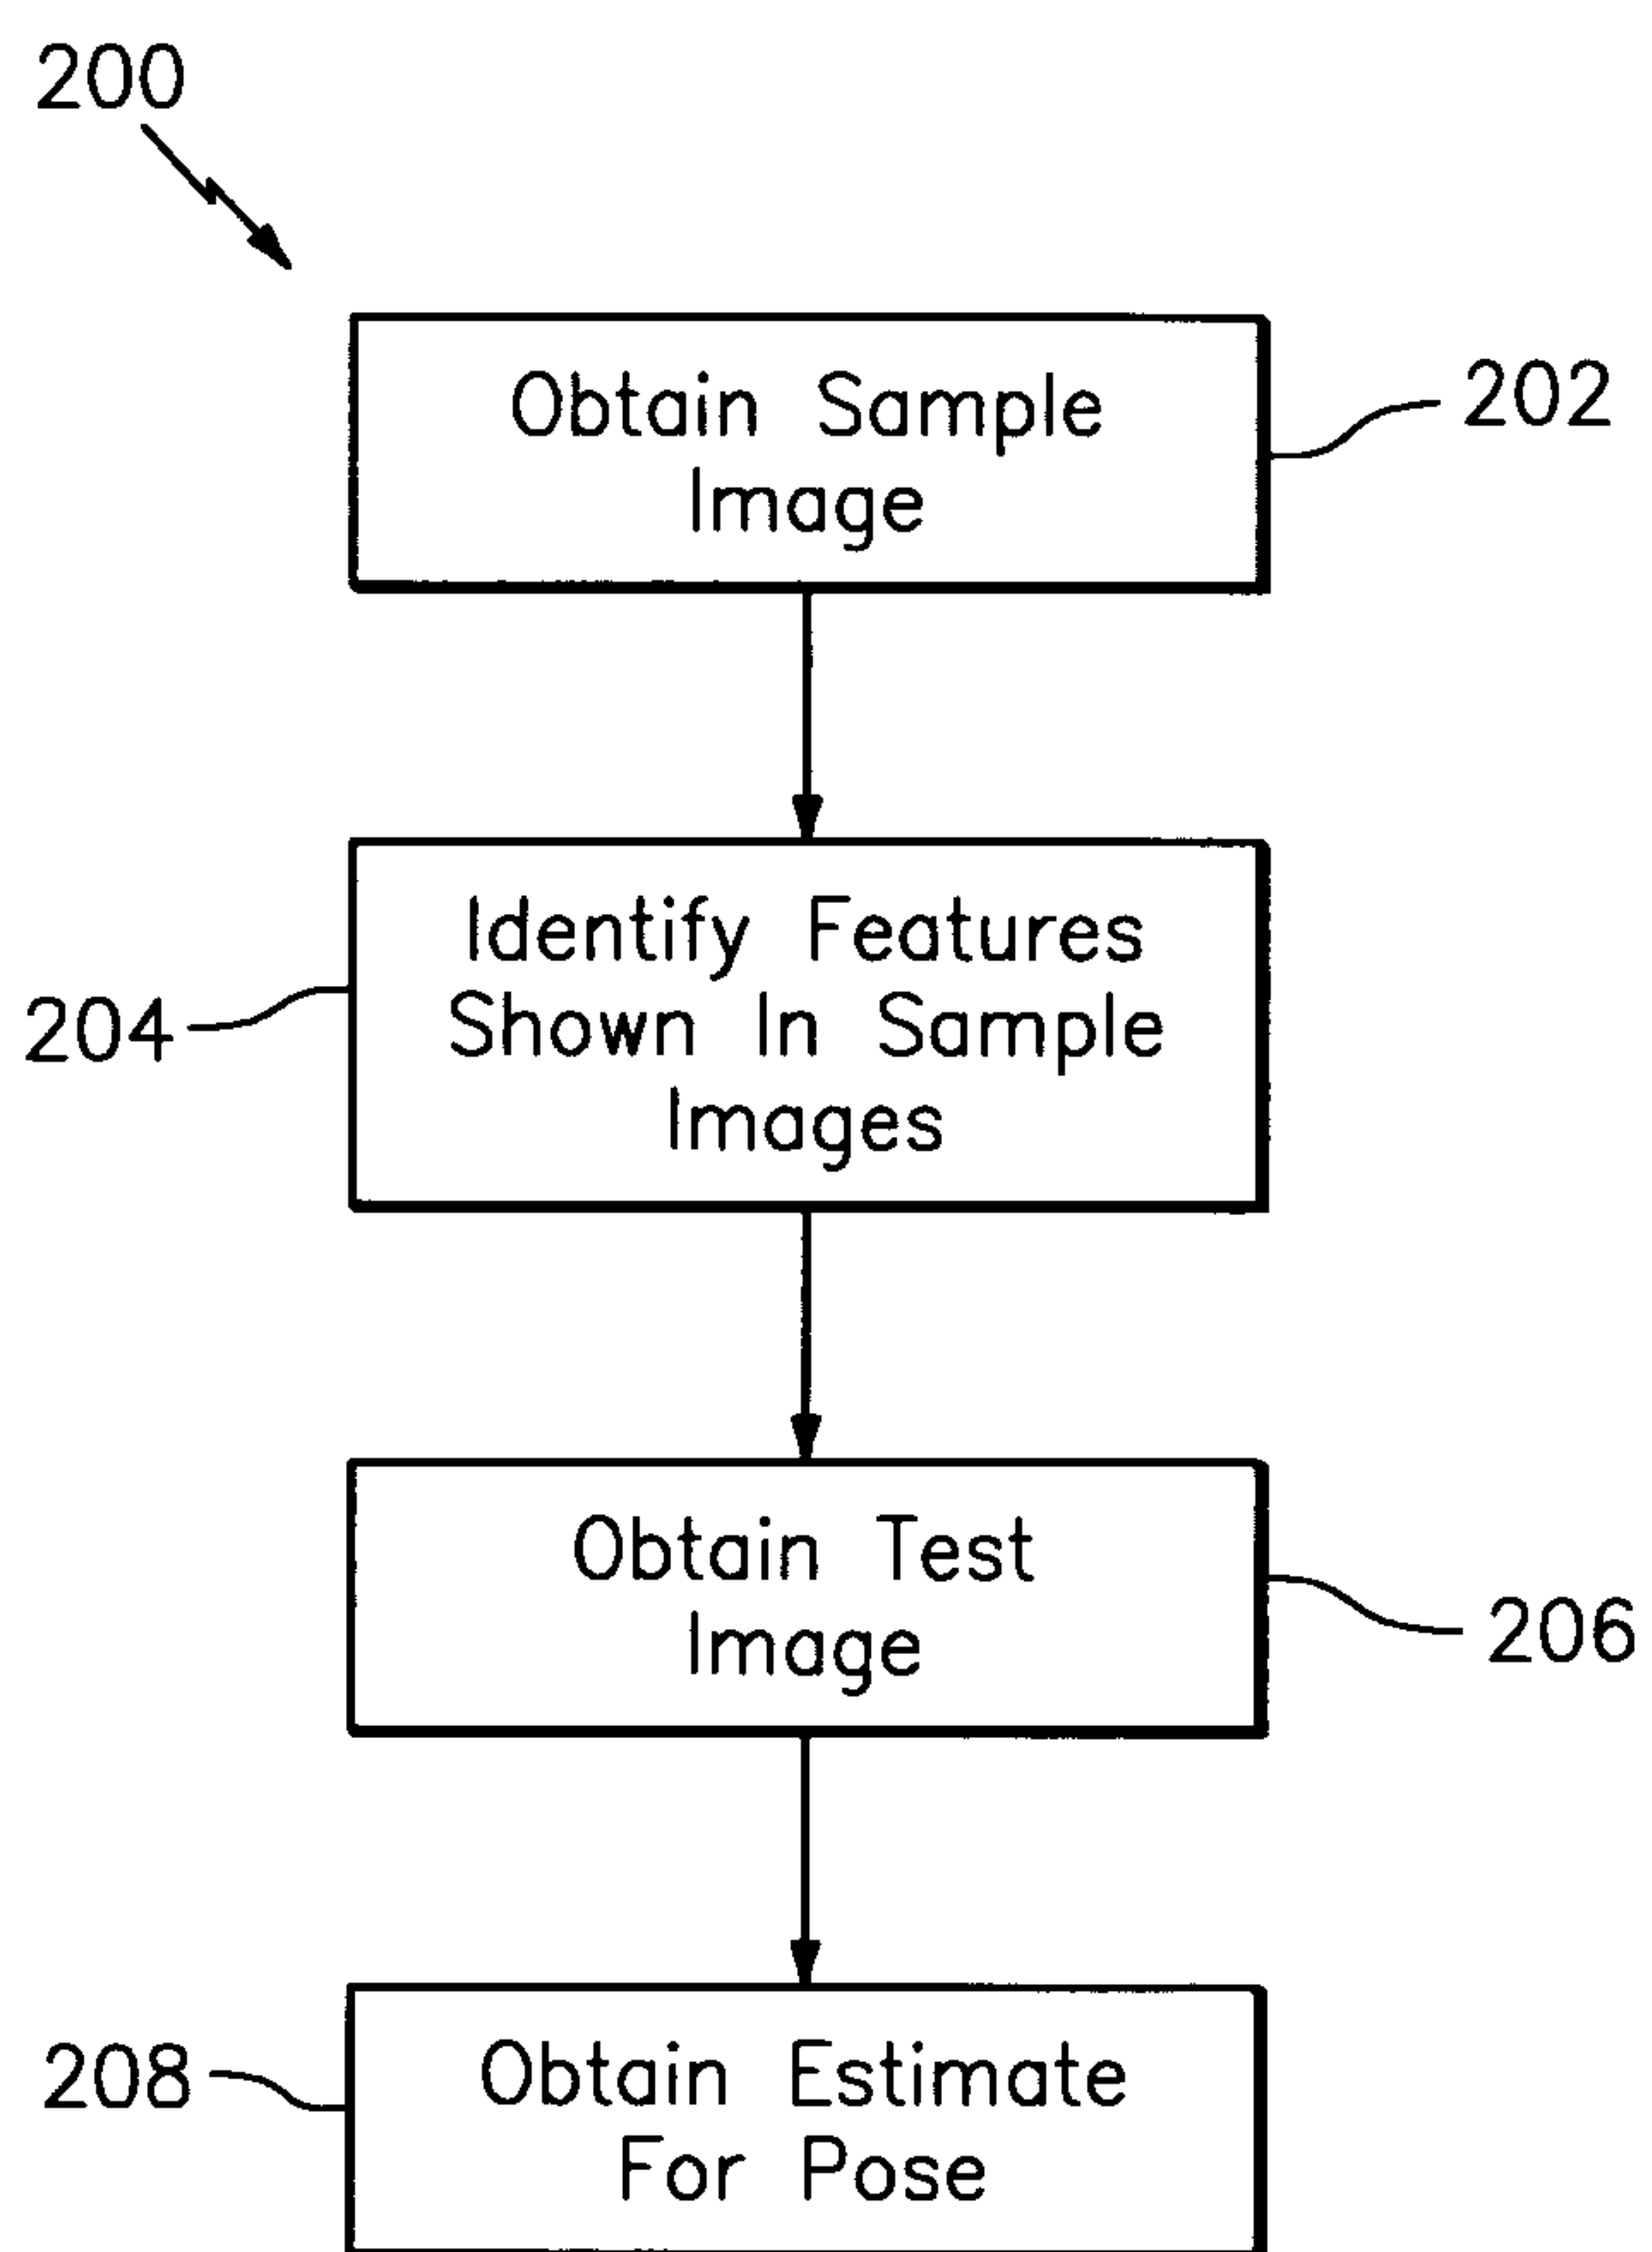 200
Obtain Sample
Image
202
Identify Features
Shown In Sample
Images
204
Obtain Test
Image
206
Obtain Estimate
For Pose
208